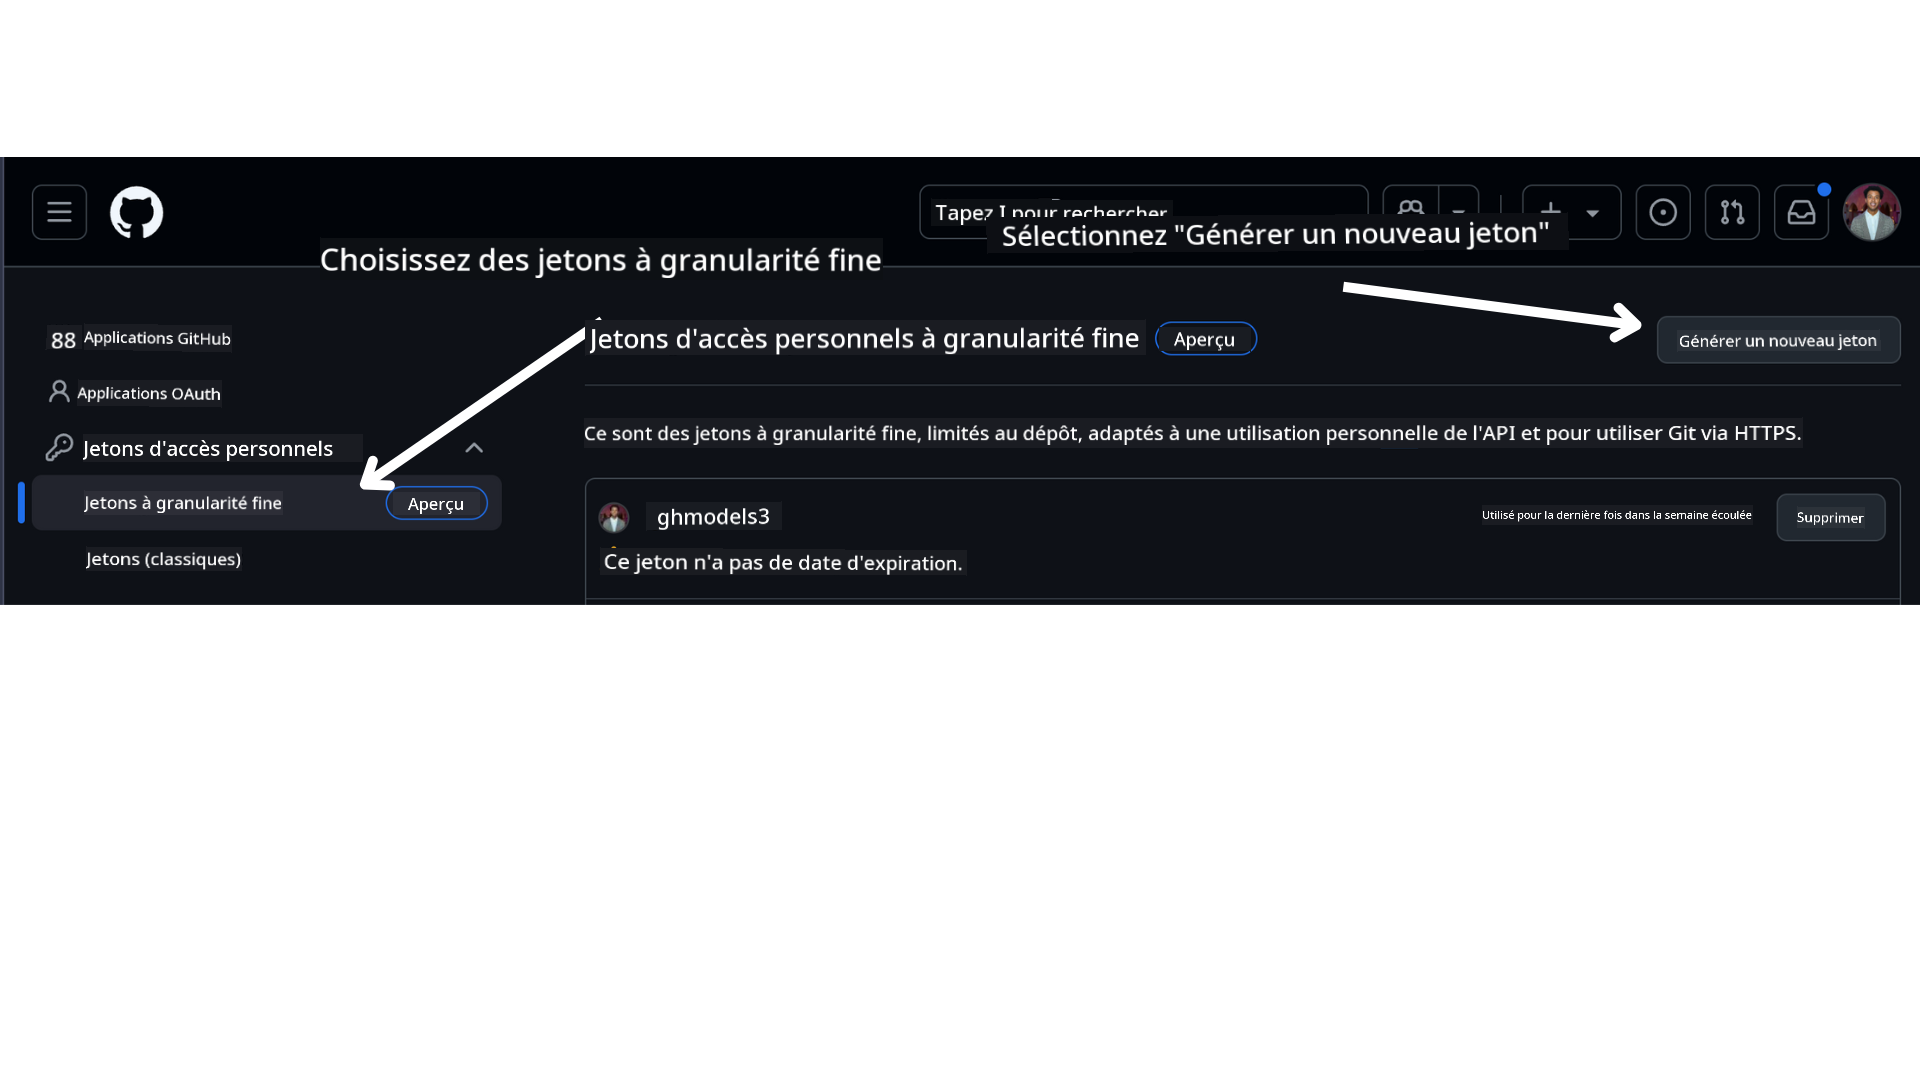 Tapez I pour rechercher
Sélectionnez "Générer un nouveau jeton"
Choisissez des jetons à granularité fine
88 Applications GitHub
Applications OAuth
Jetons d'accès personnels
Jetons à granularité fine Aperçu
Jetons (classiques)
Jetons d'accès personnels à granularité fine Aperçu
Générer un nouveau jeton
Ce sont des jetons à granularité fine, limités au dépôt, adaptés à une utilisation personnelle de l'API et pour utiliser Git via HTTPS.
ghmodels3
Utilisé pour la dernière fois dans la semaine écoulée
Supprimer
Ce jeton n'a pas de date d'expiration.